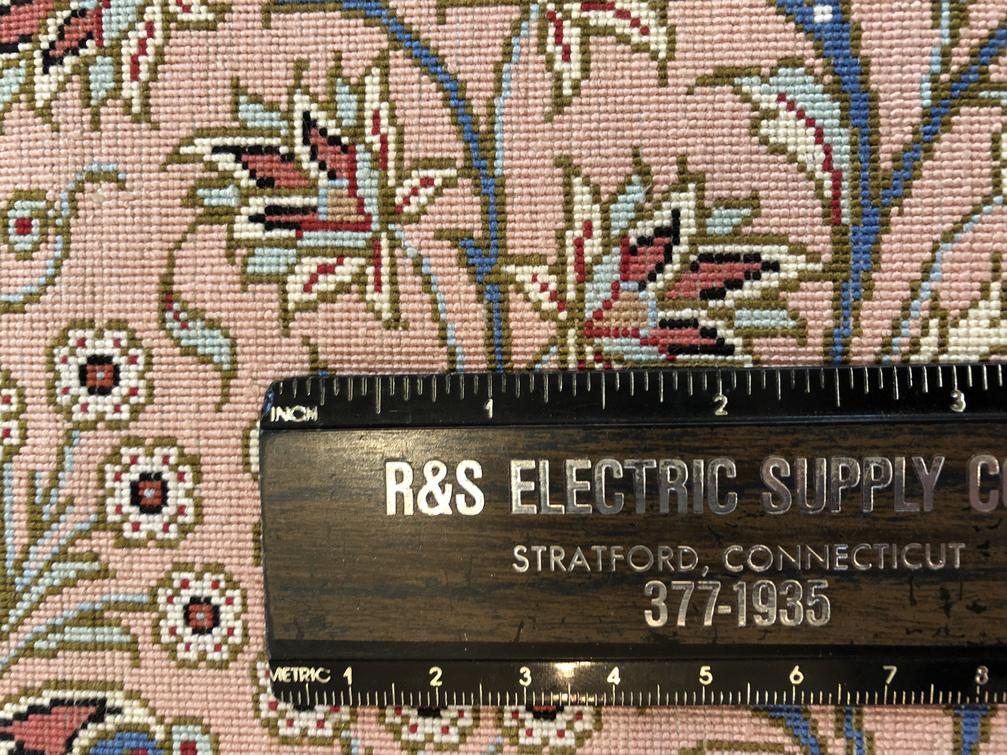 INCH 1 2 3
R&S ELECTRIC SUPPLY
STRATFORD, CONNECTICUT
377-1935
METRIC 1 2 3 4 5 6 7 8